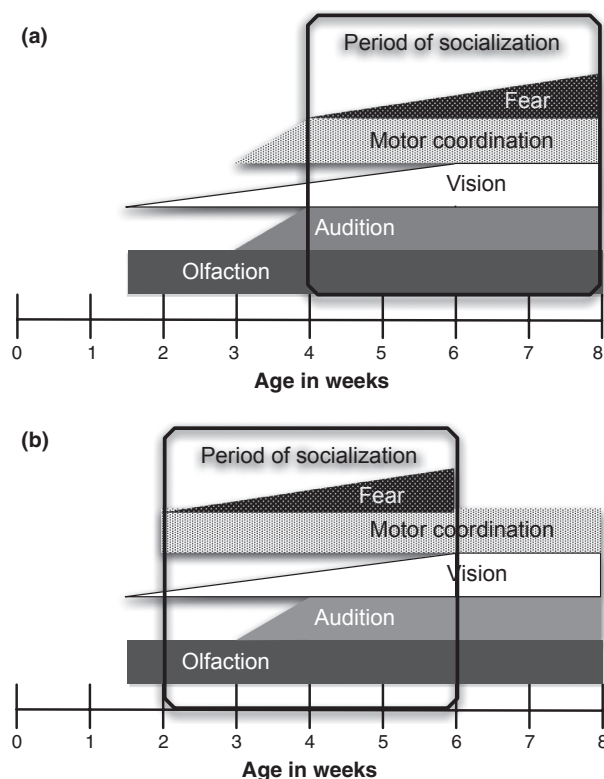 (a)
Period of socialization
Fear
Motor coordination
Vision
Audition
Olfaction
0 1 2 3 4 5 6 7 8
Age in weeks
(b)
Period of socialization
Fear
Motor coordination
Vision
Audition
Olfaction
0 1 2 3 4 5 6 7 8
Age in weeks